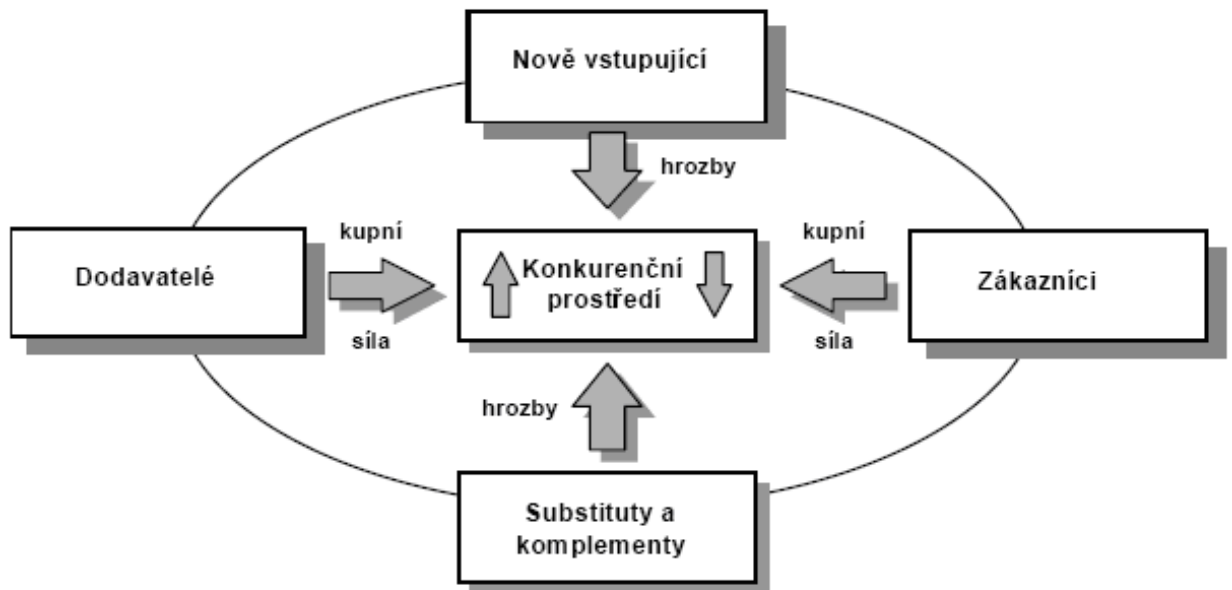 Nově vstupující
hrozby
kupní
kupní
Dodavatelé
Konkurenční
prostředí
Zákazníci
síla
síla
hrozby
Substituty a
komplementy